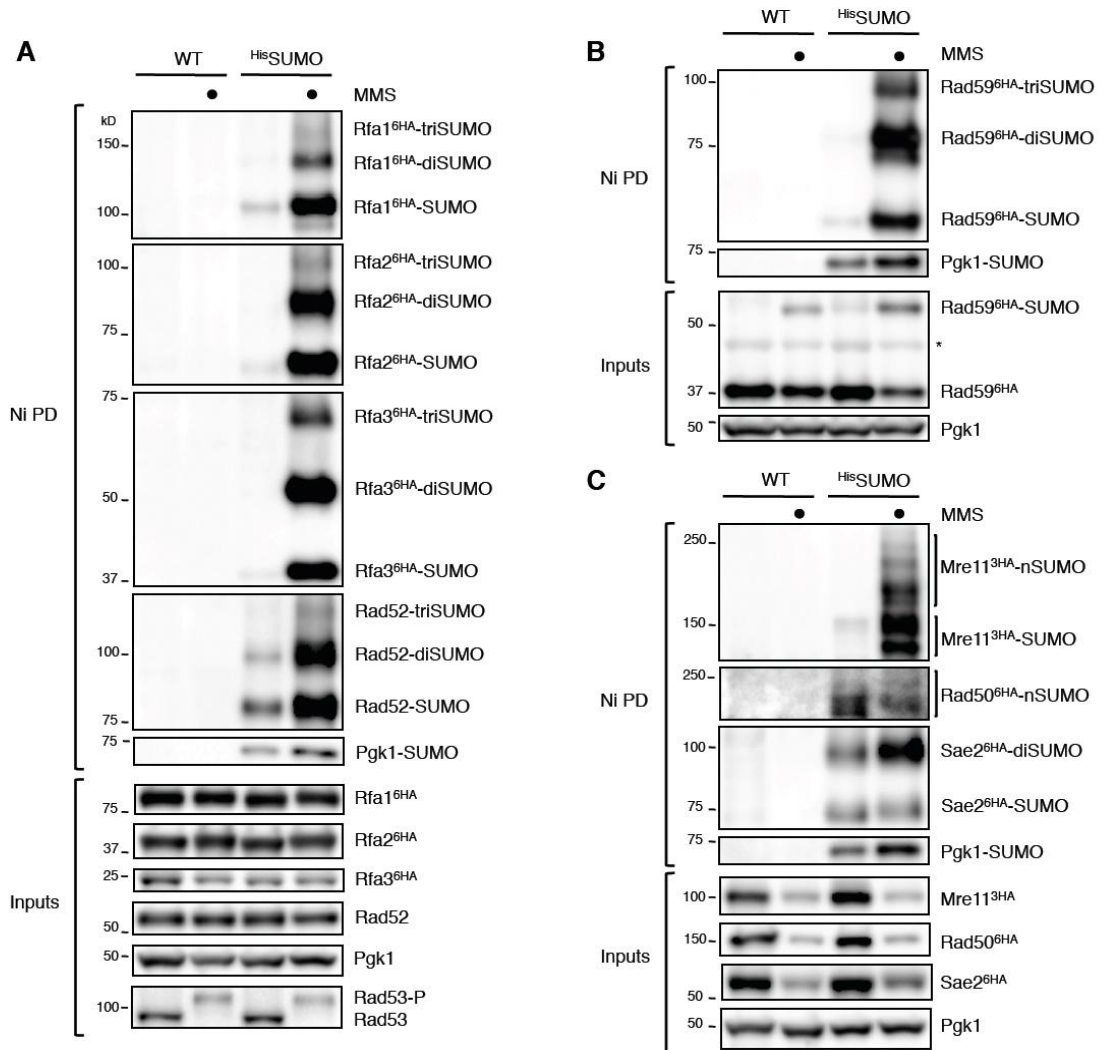 A
WT
HisSUMO
MMS
kD
150
100
Rfa1⁶ᴴᴬ-triSUMO
Rfa1⁶ᴴᴬ-diSUMO
Rfa1⁶ᴴᴬ-SUMO
100
75
Rfa2⁶ᴴᴬ-triSUMO
Rfa2⁶ᴴᴬ-diSUMO
Rfa2⁶ᴴᴬ-SUMO
Ni PD
75
50
37
Rfa3⁶ᴴᴬ-triSUMO
Rfa3⁶ᴴᴬ-diSUMO
Rfa3⁶ᴴᴬ-SUMO
100
75
Rad52-triSUMO
Rad52-diSUMO
Rad52-SUMO
75
Pgk1-SUMO
Inputs
75
Rfa1⁶ᴴᴬ
37
Rfa2⁶ᴴᴬ
25
Rfa3⁶ᴴᴬ
50
Rad52
50
Pgk1
100
Rad53-P
Rad53
B
WT
HisSUMO
MMS
Ni PD
100
75
Rad59⁶ᴴᴬ-triSUMO
Rad59⁶ᴴᴬ-diSUMO
Rad59⁶ᴴᴬ-SUMO
75
Pgk1-SUMO
Inputs
50
37
Rad59⁶ᴴᴬ-SUMO
*
Rad59⁶ᴴᴬ
50
Pgk1
C
WT
HisSUMO
MMS
Ni PD
250
150
Mre11³ᴴᴬ-nSUMO
Mre11³ᴴᴬ-SUMO
250
Rad50⁶ᴴᴬ-nSUMO
100
75
Sae2⁶ᴴᴬ-diSUMO
Sae2⁶ᴴᴬ-SUMO
75
Pgk1-SUMO
Inputs
100
Mre11³ᴴᴬ
150
Rad50⁶ᴴᴬ
50
Sae2⁶ᴴᴬ
50
Pgk1